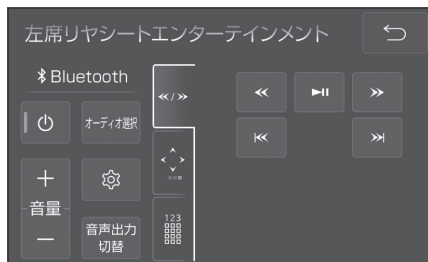 左席リヤシートエンターテインメント
Bluetooth
≪/≫
オーディオ選択
+
音量
−
音声出力
切替
123